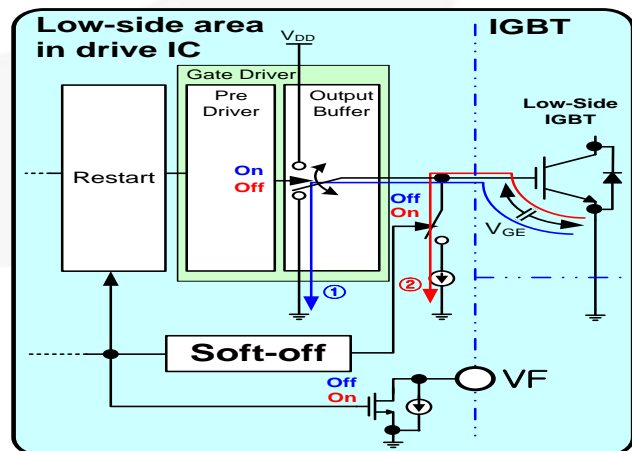 Low-side area
in drive IC
IGBT
VDD
Gate Driver
Pre
Driver
Output
Buffer
Low-Side
IGBT
Restart
On
Off
Off
On
VGE
①
②
Soft-off
Off
On
VF